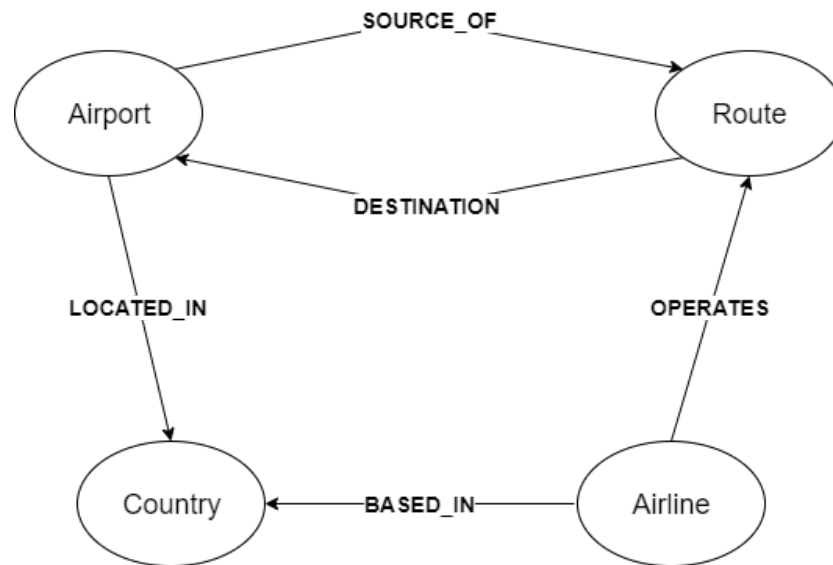 SOURCE_OF
Airport
Route
DESTINATION
LOCATED_IN
OPERATES
Country
BASED_IN
Airline